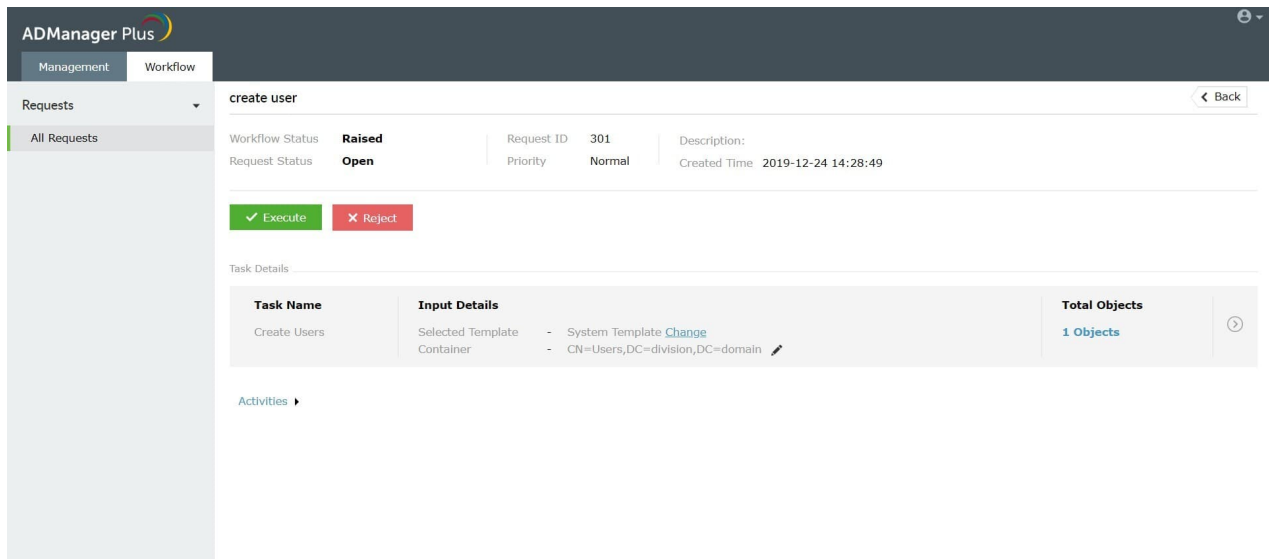 ADManager Plus
Management Workflow
Requests
All Requests
create user
Back
Workflow Status Raised Request ID 301 Description:
Request Status Open Priority Normal Created Time 2019-12-24 14:28:49
Execute Reject
Task Details
Task Name Input Details Total Objects
Create Users Selected Template - System Template Change 1 Objects
Container - CN=Users,DC=division,DC=domain
Activities